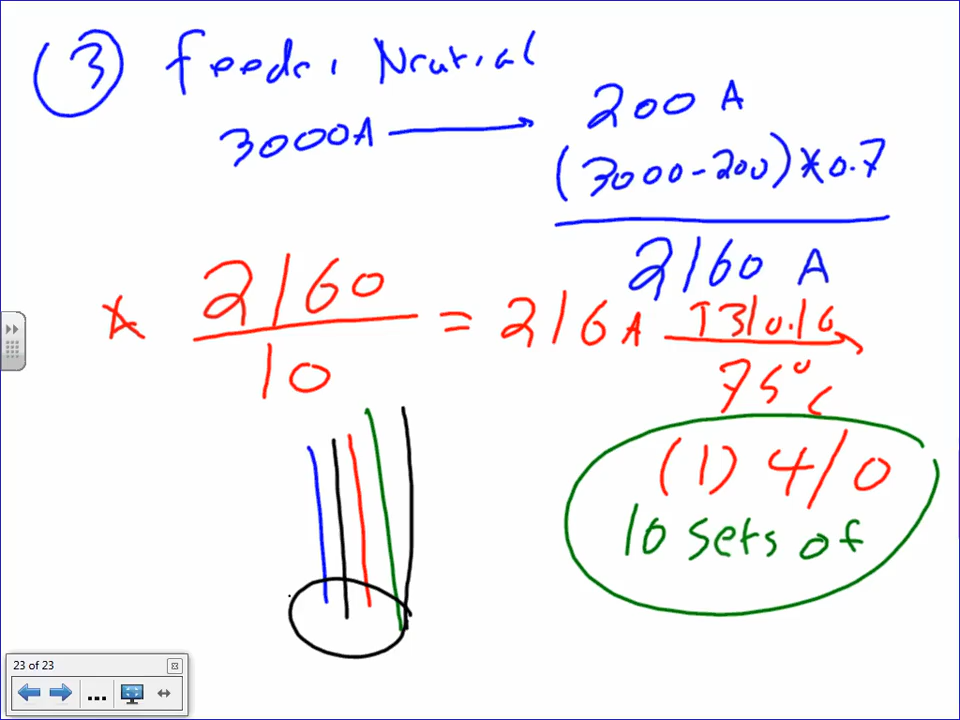 (3) Feeder Neutral
3000A → 200 A
(3000-200)*0.7
2160 A
* 2160/10 = 216A T310.16
75°C
(1) 4/0
10 sets of
23 of 23
...